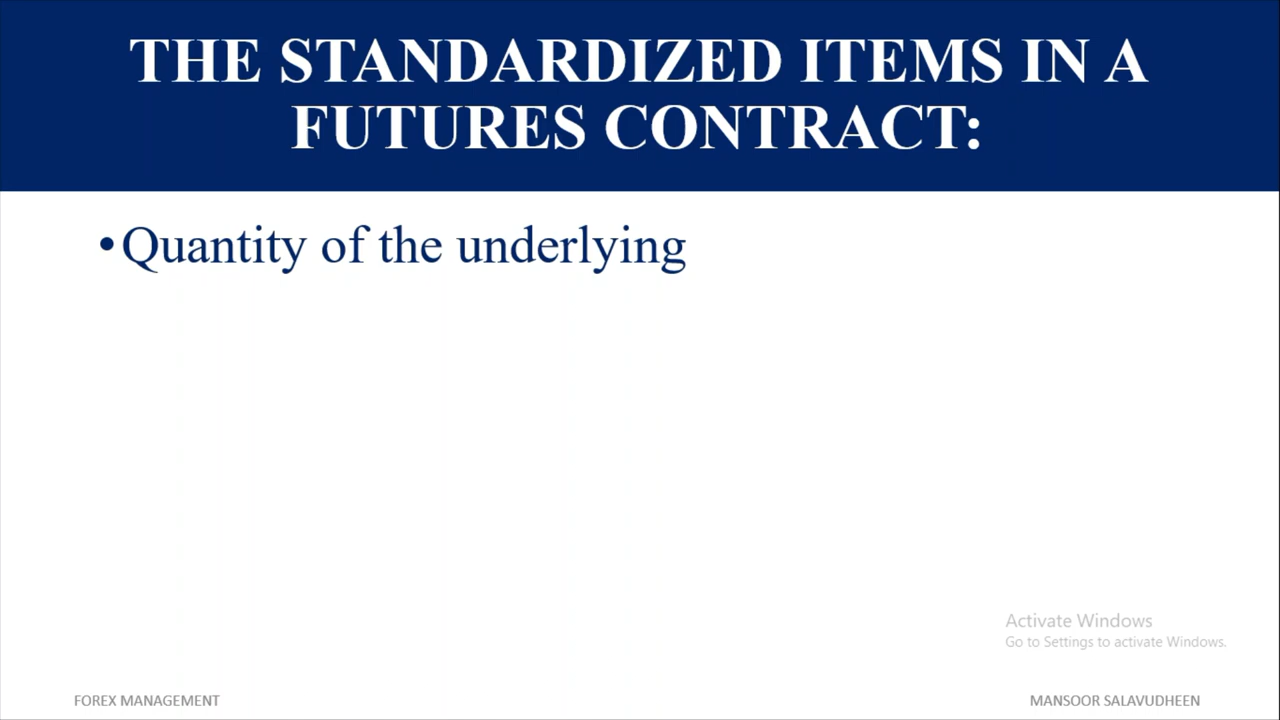 THE STANDARDIZED ITEMS IN A
FUTURES CONTRACT:
•Quantity of the underlying
Activate Windows
Go to Settings to activate Windows.
FOREX MANAGEMENT
MANSOOR SALAVUDHEEN